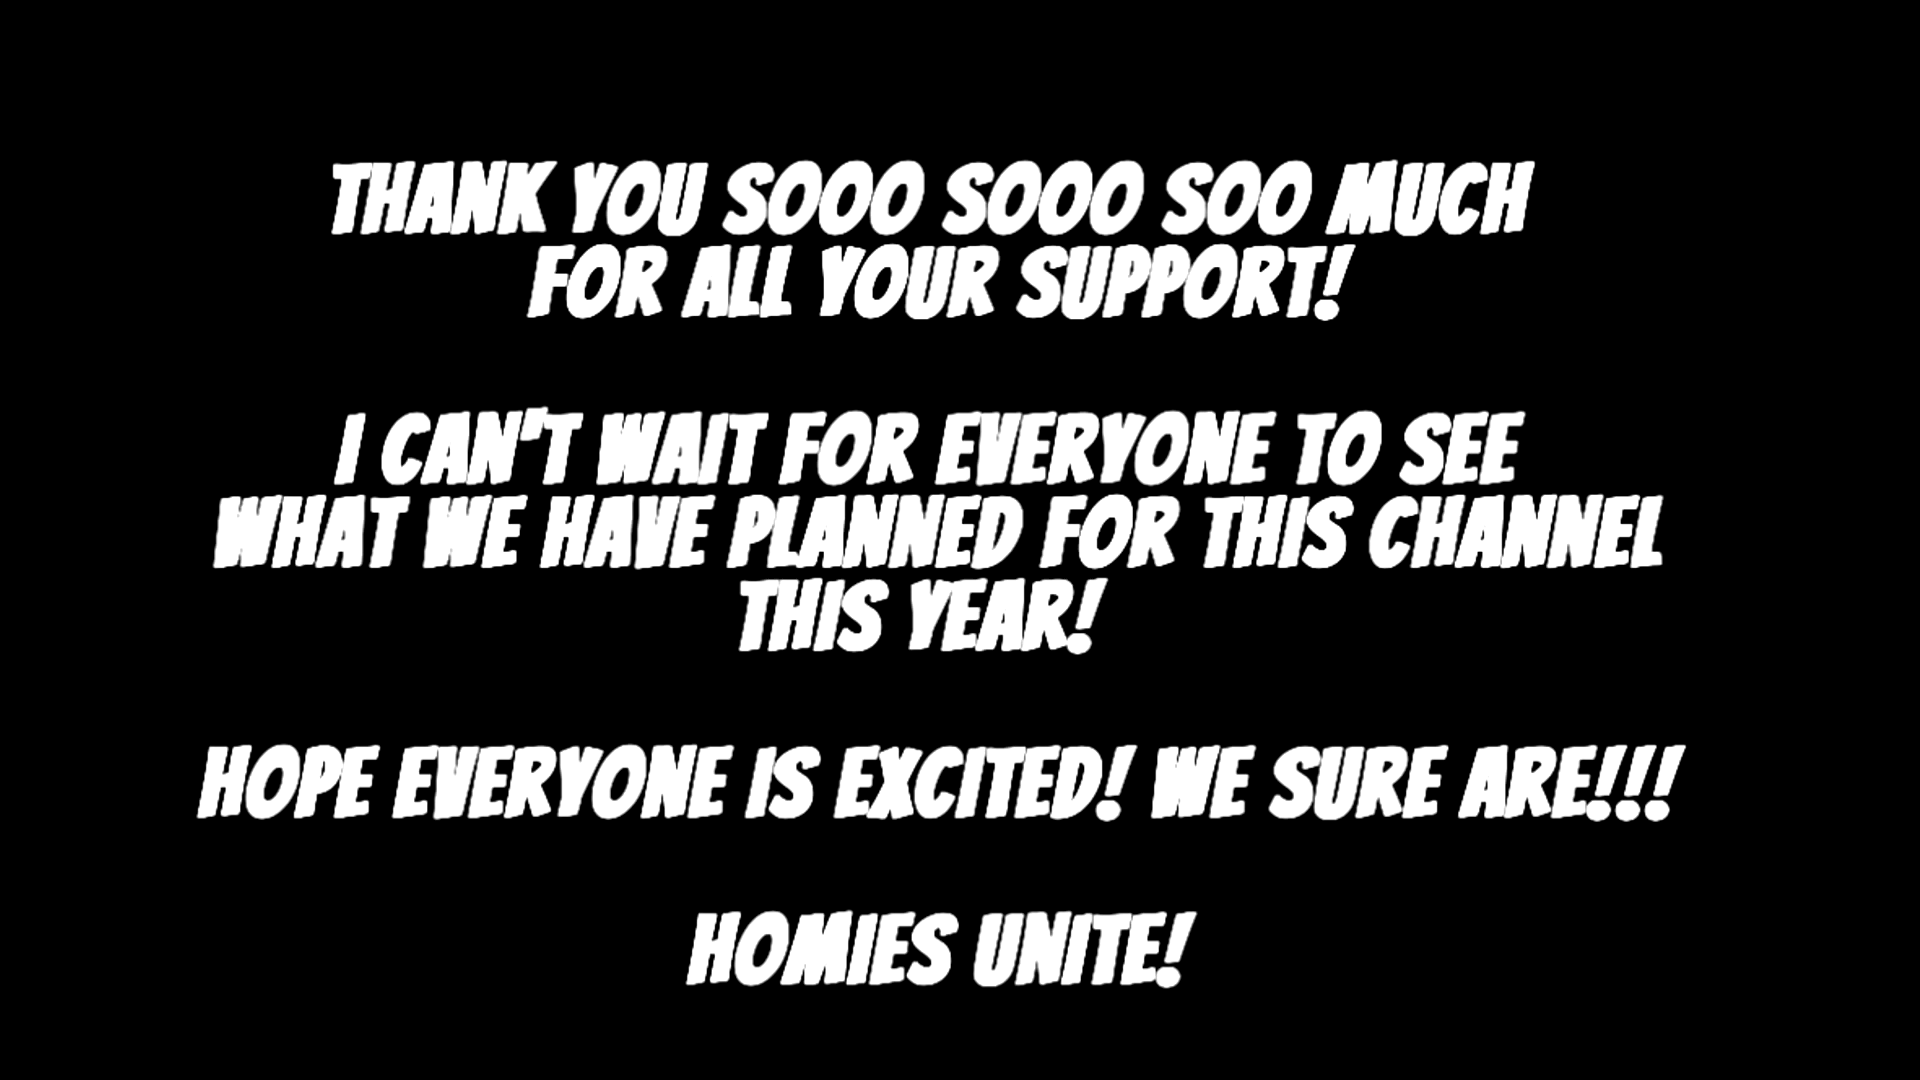 THANK YOU SOOO SOOO SOO MUCH
FOR ALL YOUR SUPPORT!
I CAN'T WAIT FOR EVERYONE TO SEE
WHAT WE HAVE PLANNED FOR THIS CHANNEL
THIS YEAR!
HOPE EVERYONE IS EXCITED! WE SURE ARE!!!
HOMIES UNITE!